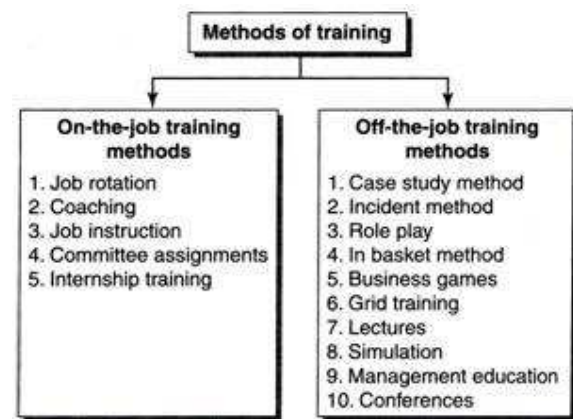 Methods of training
On-the-job training
methods
1. Job rotation
2. Coaching
3. Job instruction
4. Committee assignments
5. Internship training
Off-the-job training
methods
1. Case study method
2. Incident method
3. Role play
4. In basket method
5. Business games
6. Grid training
7. Lectures
8. Simulation
9. Management education
10. Conferences